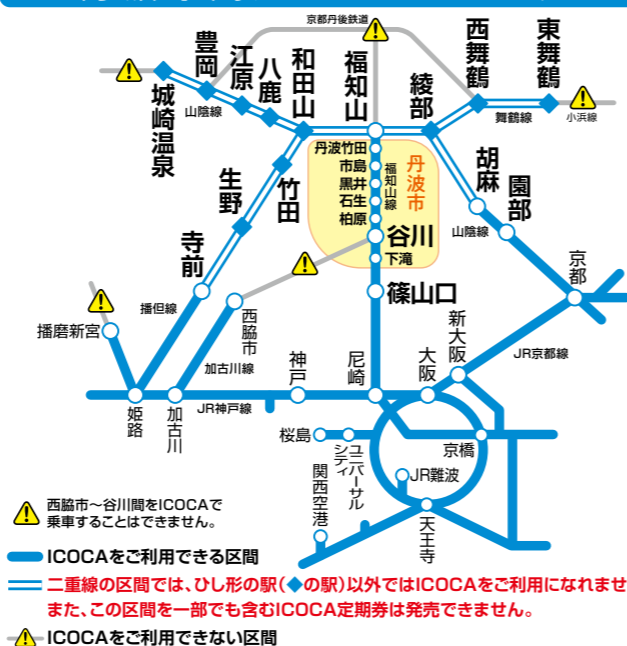 京都丹後鉄道
豊岡
江原
八鹿
和田山
福知山
綾部
西舞鶴
東舞鶴
城崎温泉
山陰線
舞鶴線
小浜線
丹波竹田
市島
黒井
石生
柏原
谷川
下滝
福知山線
丹波市
胡麻
園部
山陰線
生野
竹田
寺前
篠山口
京都
播磨新宮
播但線
西脇市
加古川線
神戸
尼崎
大阪
新大阪
JR京都線
姫路
加古川
JR神戸線
桜島
ユニバーサル
シティ
京橋
JR難波
関西空港
天王寺
西脇市～谷川間をICOCAで
乗車することはできません。
ICOCAをご利用できる区間
二重線の区間では、ひし形の駅(◆の駅)以外ではICOCAをご利用になれませ
また、この区間を一部でも含むICOCA定期券は発売できません。
ICOCAをご利用できない区間